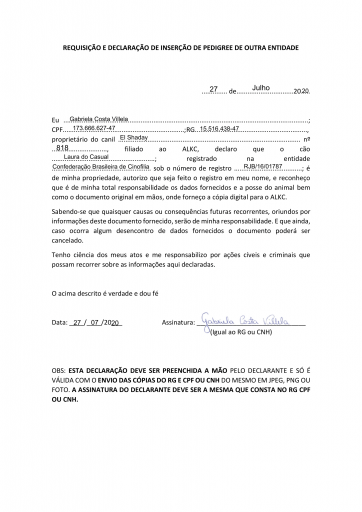 REQUISIÇÃO E DECLARAÇÃO DE INSERÇÃO DE PEDIGREE DE OUTRA ENTIDADE
27 de Julho 2020.
Eu Gabriela Costa Villela;
CPF 173.666.627-47 ;RG 15.516.438-47,
proprietário do canil El Shaday nº
818, filiado ao ALKC, declaro que o cão
Laura do Casual; registrado na entidade
Confederação Brasileira de Cinofilia sob o número de registro RJB/16/01787; é
de minha propriedade, autorizo que seja feito o registro em meu nome, e reconheço
que é de minha total responsabilidade os dados fornecidos e a posse do animal bem
como o documento original em mãos, onde forneço a cópia digital para o ALKC.
Sabendo-se que quaisquer causas ou consequências futuras recorrentes, oriundos por
informações deste documento fornecido, serão de minha responsabilidade. E que ainda,
caso ocorra algum desencontro de dados fornecidos o documento poderá ser
cancelado.
Tenho ciência dos meus atos e me responsabilizo por ações cíveis e criminais que
possam recorrer sobre as informações aqui declaradas.
O acima descrito é verdade e dou fé
Data: 27 / 07 /2020 Assinatura: Gabriela Costa Villela
(Igual ao RG ou CNH)
OBS: ESTA DECLARAÇÃO DEVE SER PREENCHIDA A MÃO PELO DECLARANTE E SÓ É
VÁLIDA COM O ENVIO DAS CÓPIAS DO RG E CPF OU CNH DO MESMO EM JPEG, PNG OU
FOTO. A ASSINATURA DO DECLARANTE DEVE SER A MESMA QUE CONSTA NO RG CPF
OU CNH.